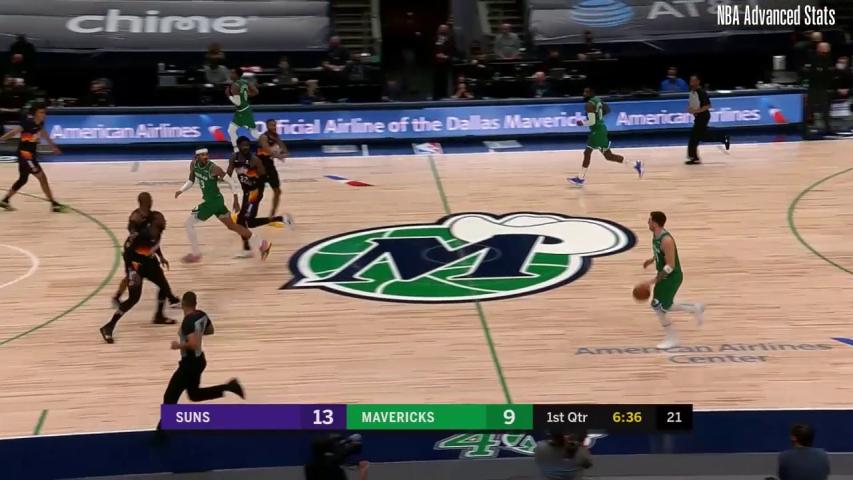 NBA Advanced Stats
chime
AT&T
American Airlines Official Airline of the Dallas Mavericks American Airlines
M
American Airlines
Center
SUNS 13 MAVERICKS 9 1st Qtr 6:36 21